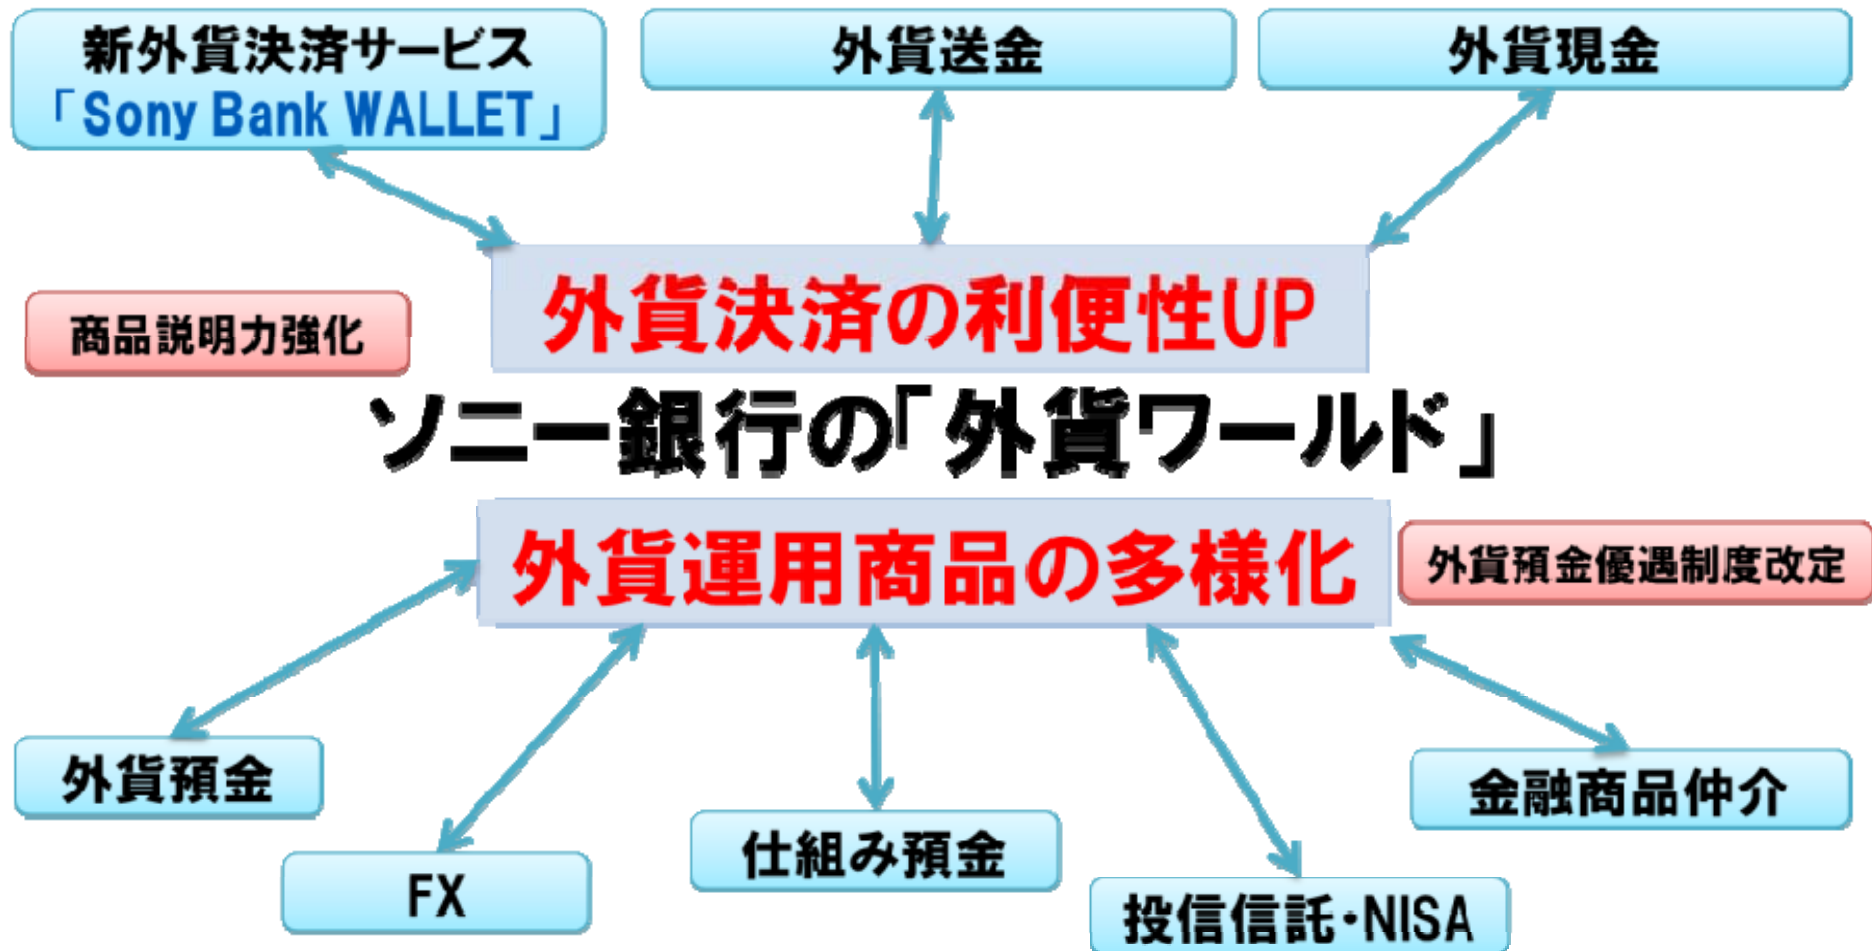 新外貨決済サービス
「Sony Bank WALLET」
外貨送金
外貨現金
外貨決済の利便性UP
商品説明力強化
ソニー銀行の「外貨ワールド」
外貨運用商品の多様化
外貨預金優遇制度改定
外貨預金
金融商品仲介
仕組み預金
FX
投信信託・NISA